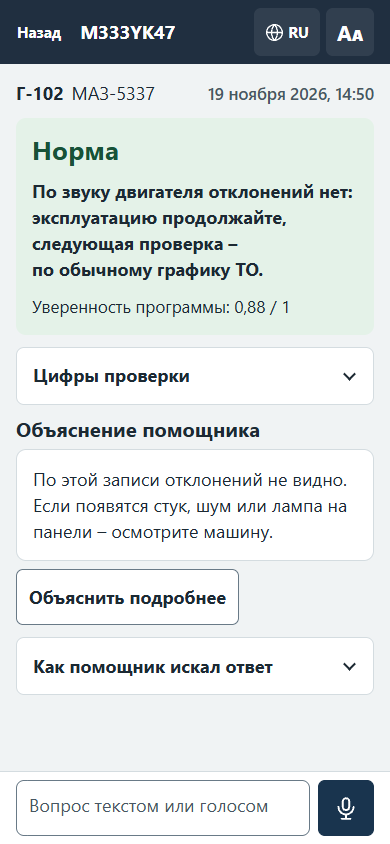 Назад
M333YK47
RU
Aᴀ
Г-102 МАЗ-5337
19 ноября 2026, 14:50
Норма
По звуку двигателя отклонений нет:
эксплуатацию продолжайте,
следующая проверка –
по обычному графику ТО.
Уверенность программы: 0,88 / 1
Цифры проверки
Объяснение помощника
По этой записи отклонений не видно.
Если появятся стук, шум или лампа на
панели – осмотрите машину.
Объяснить подробнее
Как помощник искал ответ
Вопрос текстом или голосом